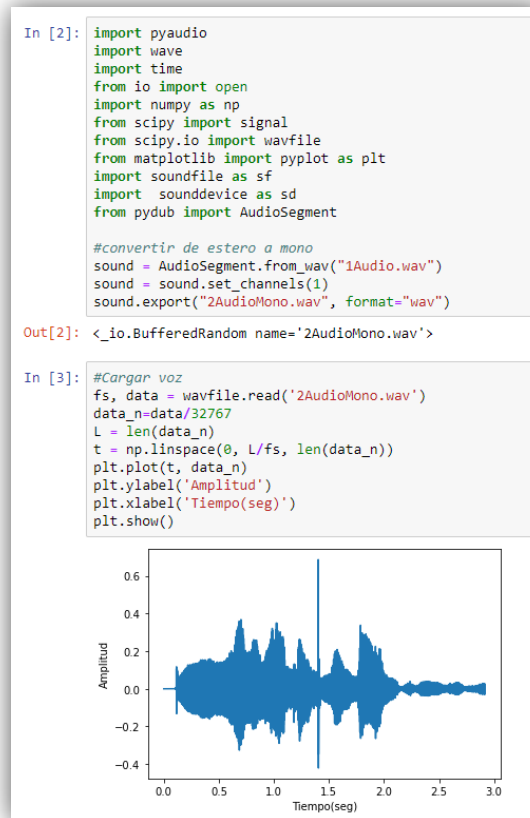 In [2]:
import pyaudio
import wave
import time
from io import open
import numpy as np
from scipy import signal
from scipy.io import wavfile
from matplotlib import pyplot as plt
import soundfile as sf
import  sounddevice as sd
from pydub import AudioSegment
#convertir de estero a mono
sound = AudioSegment.from_wav("1Audio.wav")
sound = sound.set_channels(1)
sound.export("2AudioMono.wav", format="wav")
Out[2]: <_io.BufferedRandom name='2AudioMono.wav'>
In [3]:
#Cargar voz
fs, data = wavfile.read('2AudioMono.wav')
data_n=data/32767
L = len(data_n)
t = np.linspace(0, L/fs, len(data_n))
plt.plot(t, data_n)
plt.ylabel('Amplitud')
plt.xlabel('Tiempo(seg)')
plt.show()
0.6
0.4
0.2
0.0
−0.2
−0.4
Amplitud
0.0 0.5 1.0 1.5 2.0 2.5 3.0
Tiempo(seg)